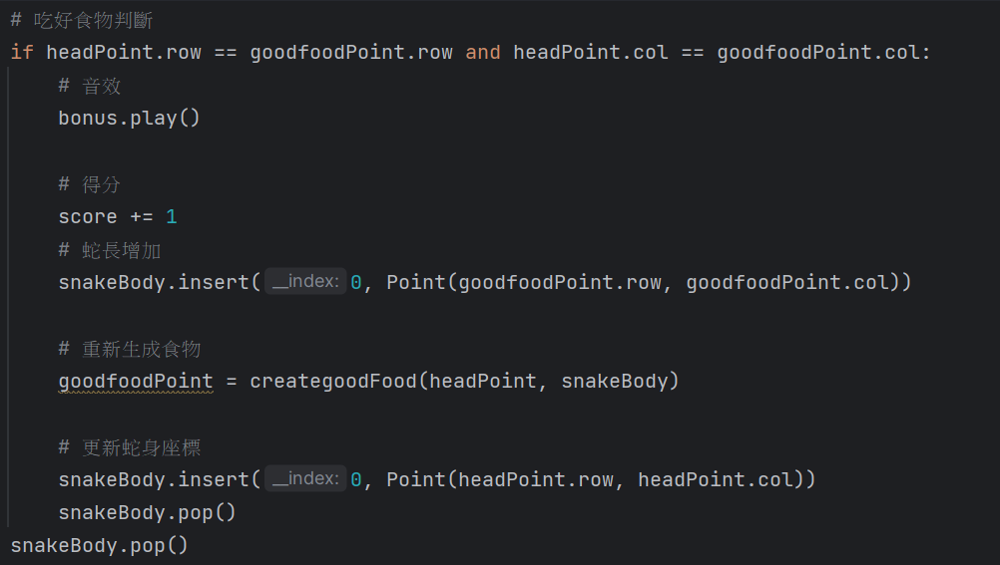 # 吃好食物判斷
if headPoint.row == goodfoodPoint.row and headPoint.col == goodfoodPoint.col:
    # 音效
    bonus.play()

    # 得分
    score += 1
    # 蛇長增加
    snakeBody.insert( __index: 0, Point(goodfoodPoint.row, goodfoodPoint.col))

    # 重新生成食物
    goodfoodPoint = creategoodFood(headPoint, snakeBody)

    # 更新蛇身座標
    snakeBody.insert( __index: 0, Point(headPoint.row, headPoint.col))
    snakeBody.pop()
snakeBody.pop()